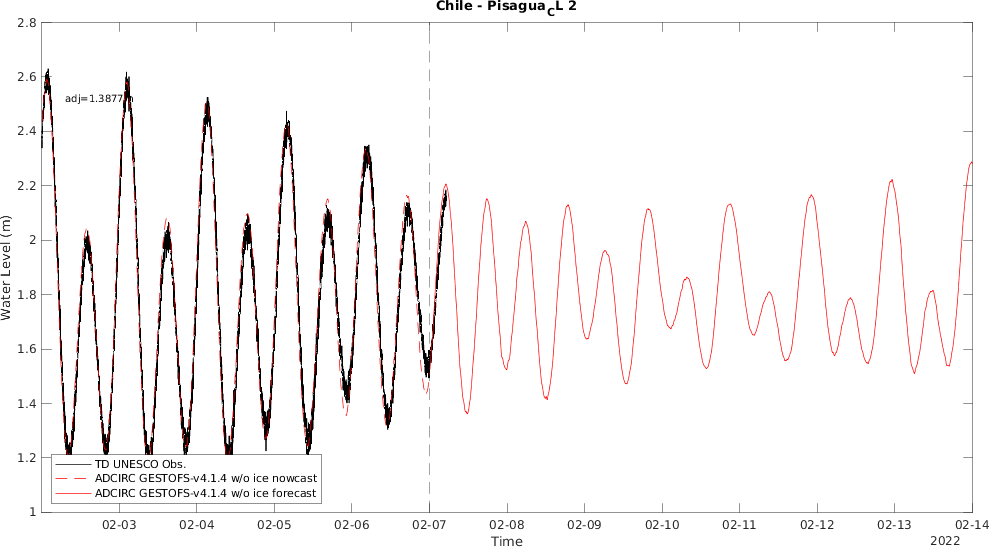 Chile - Pisagua_CL 2
2.8
2.6
adj=1.3877m
2.4
2.2
2
1.8
1.6
1.4
1.2
1
Water Level (m)
TD UNESCO Obs.
ADCIRC GESTOFS-v4.1.4 w/o ice nowcast
ADCIRC GESTOFS-v4.1.4 w/o ice forecast
02-03 02-04 02-05 02-06 02-07 02-08 02-09 02-10 02-11 02-12 02-13 02-14
Time
2022